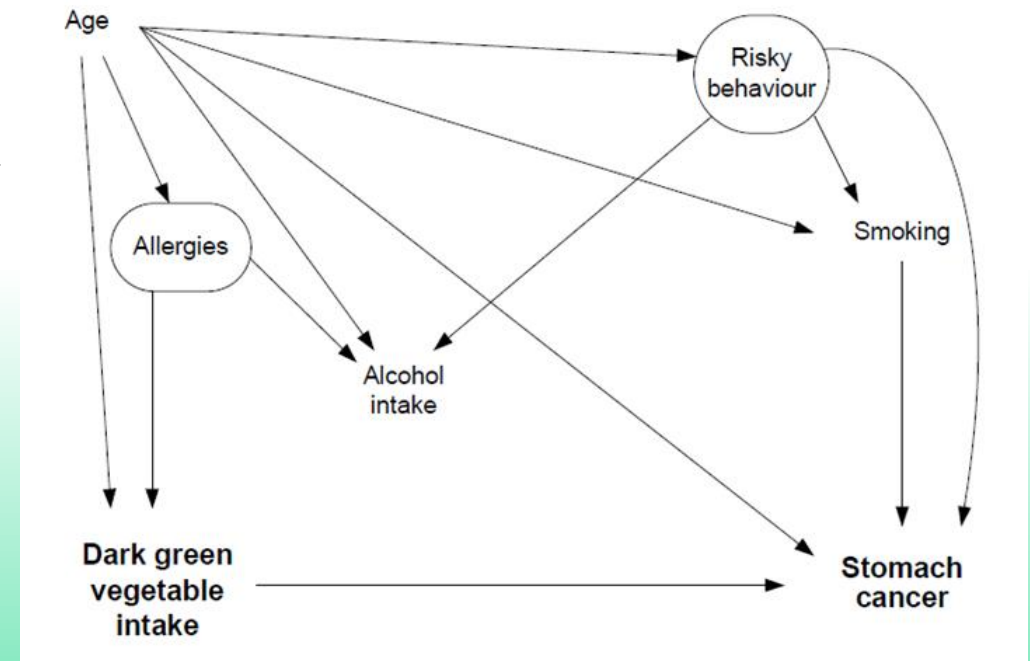 Age
Risky
behaviour
Smoking
Allergies
Alcohol
intake
Dark green
vegetable
intake
Stomach
cancer